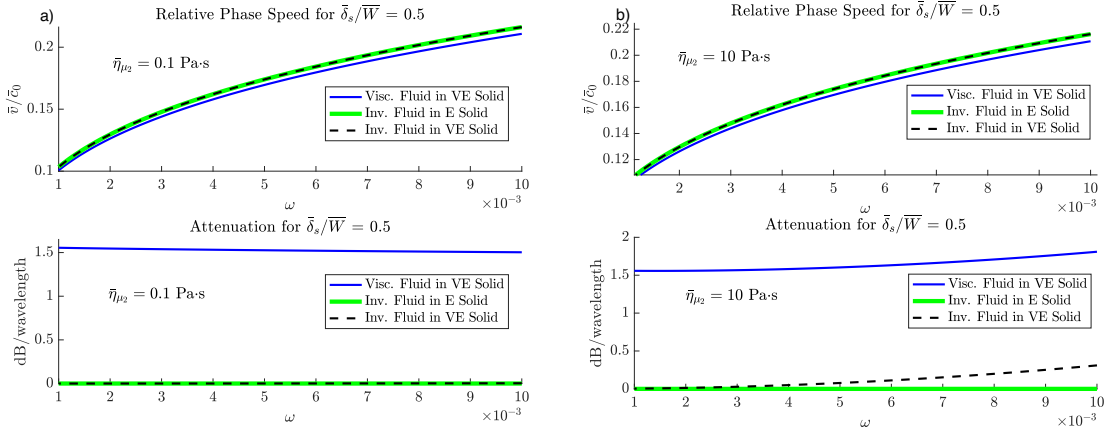 a)
Relative Phase Speed for δ̄ₛ/W̅ = 0.5
0.2
0.15
0.1
v̄/c̄₀
η̄_μ₂ = 0.1 Pa·s
Visc. Fluid in VE Solid
Inv. Fluid in E Solid
Inv. Fluid in VE Solid
1 2 3 4 5 6 7 8 9 10
ω
×10⁻³
Attenuation for δ̄ₛ/W̅ = 0.5
1.5
1
0.5
0
dB/wavelength
η̄_μ₂ = 0.1 Pa·s
Visc. Fluid in VE Solid
Inv. Fluid in E Solid
Inv. Fluid in VE Solid
1 2 3 4 5 6 7 8 9 10
ω
×10⁻³
b)
Relative Phase Speed for δ̄ₛ/W̅ = 0.5
0.22
0.2
0.18
0.16
0.14
0.12
v̄/c̄₀
η̄_μ₂ = 10 Pa·s
Visc. Fluid in VE Solid
Inv. Fluid in E Solid
Inv. Fluid in VE Solid
2 3 4 5 6 7 8 9 10
ω
×10⁻³
Attenuation for δ̄ₛ/W̅ = 0.5
2
1.5
1
0.5
0
dB/wavelength
η̄_μ₂ = 10 Pa·s
Visc. Fluid in VE Solid
Inv. Fluid in E Solid
Inv. Fluid in VE Solid
1 2 3 4 5 6 7 8 9 10
ω
×10⁻³